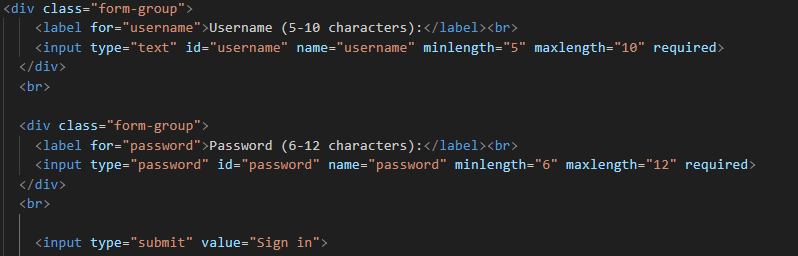 <div class="form-group">
<label for="username">Username (5-10 characters):</label><br>
<input type="text" id="username" name="username" minlength="5" maxlength="10" required>
</div>
<br>
<div class="form-group">
<label for="password">Password (6-12 characters):</label><br>
<input type="password" id="password" name="password" minlength="6" maxlength="12" required>
</div>
<br>
<input type="submit" value="Sign in">